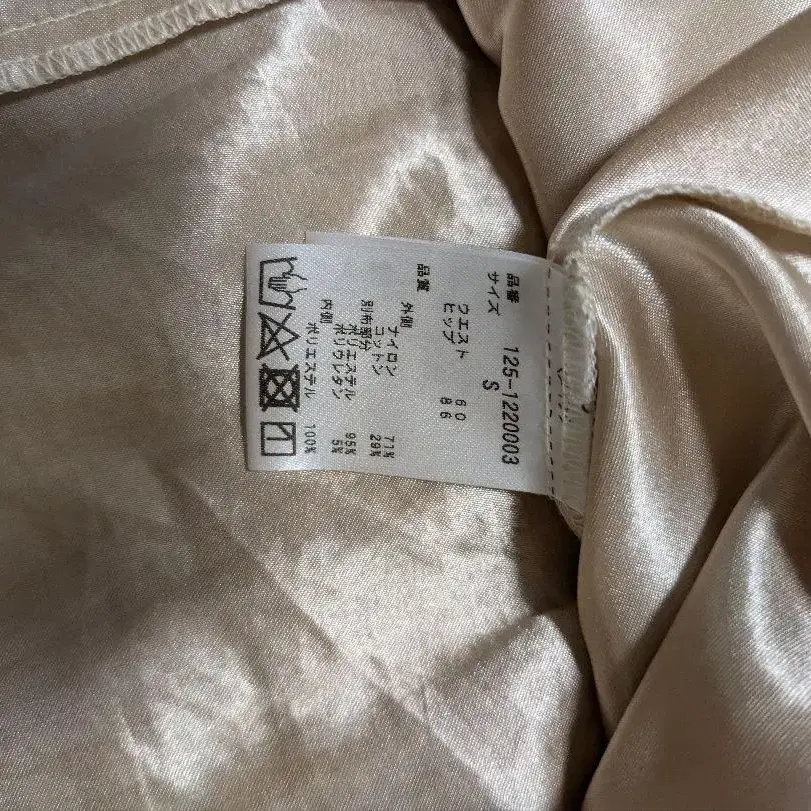 品番 125-1220003
サイズ S
ウエスト 60
ヒップ 86
品質
外側
ナイロン 71%
コットン 29%
別布部分
ポリエステル 95%
ポリウレタン 5%
内側
ポリエステル 100%